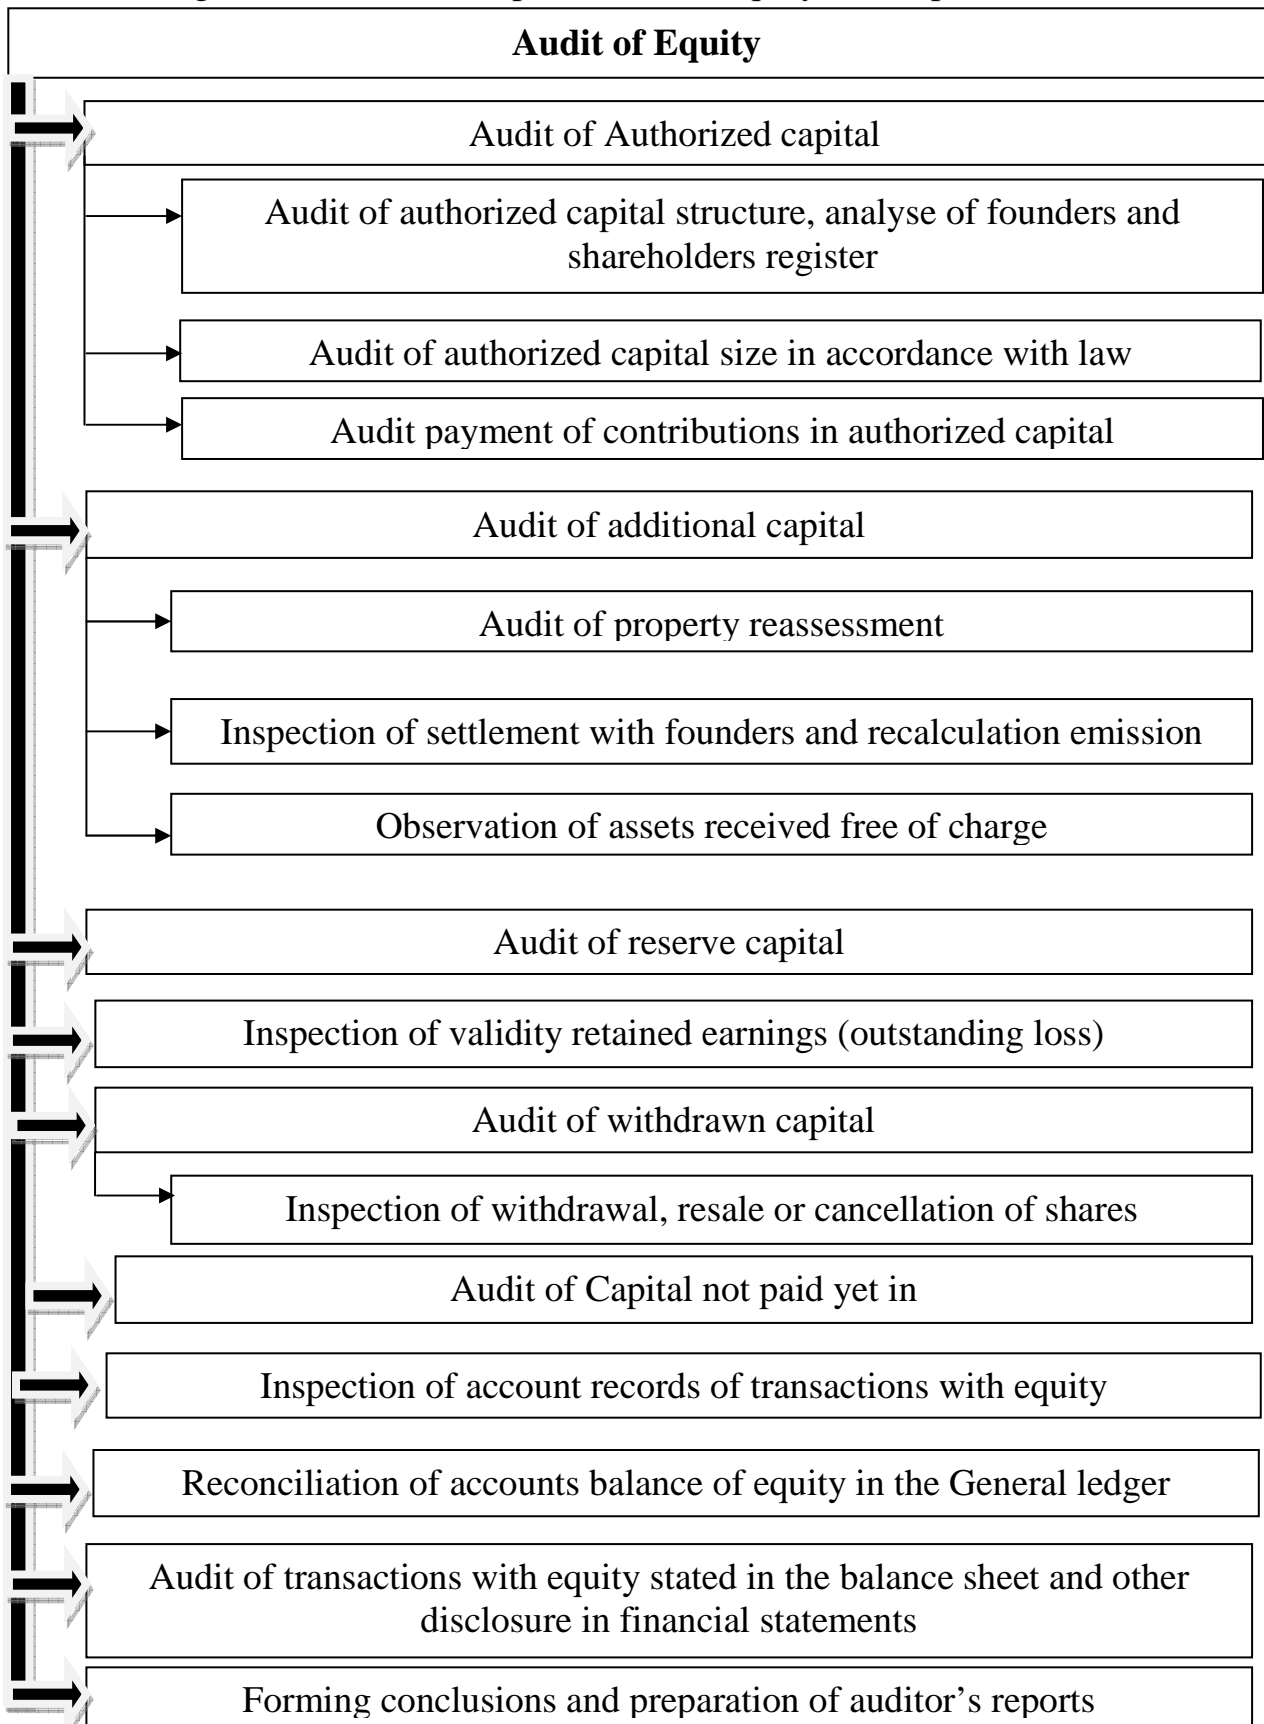 Audit of Equity
Audit of Authorized capital
Audit of authorized capital structure, analyse of founders and
shareholders register
Audit of authorized capital size in accordance with law
Audit payment of contributions in authorized capital
Audit of additional capital
Audit of property reassessment
Inspection of settlement with founders and recalculation emission
Observation of assets received free of charge
Audit of reserve capital
Inspection of validity retained earnings (outstanding loss)
Audit of withdrawn capital
Inspection of withdrawal, resale or cancellation of shares
Audit of Capital not paid yet in
Inspection of account records of transactions with equity
Reconciliation of accounts balance of equity in the General ledger
Audit of transactions with equity stated in the balance sheet and other
disclosure in financial statements
Forming conclusions and preparation of auditor's reports